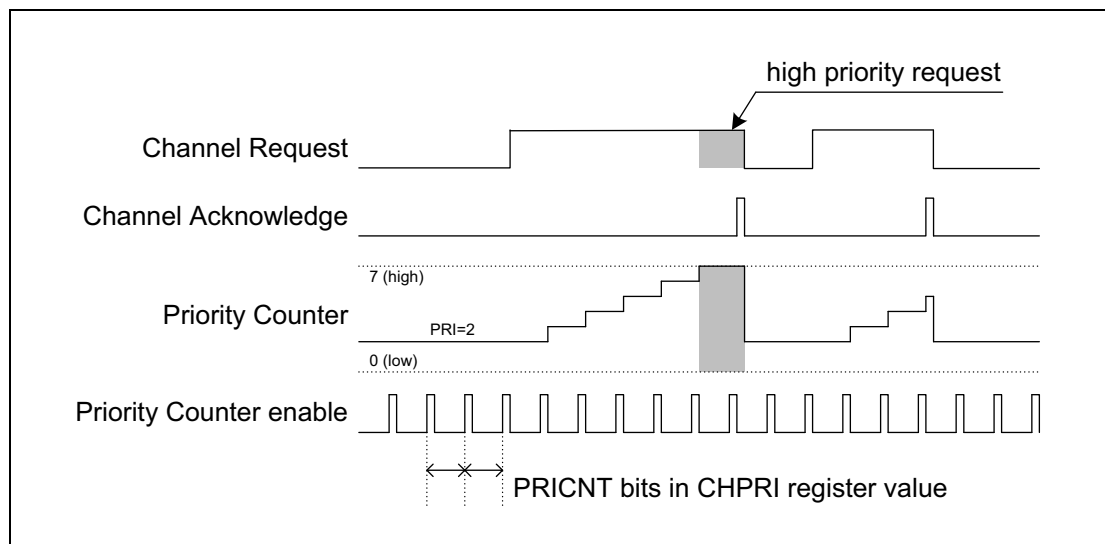 high priority request
Channel Request
Channel Acknowledge
7 (high)
Priority Counter
PRI=2
0 (low)
Priority Counter enable
PRICNT bits in CHPRI register value